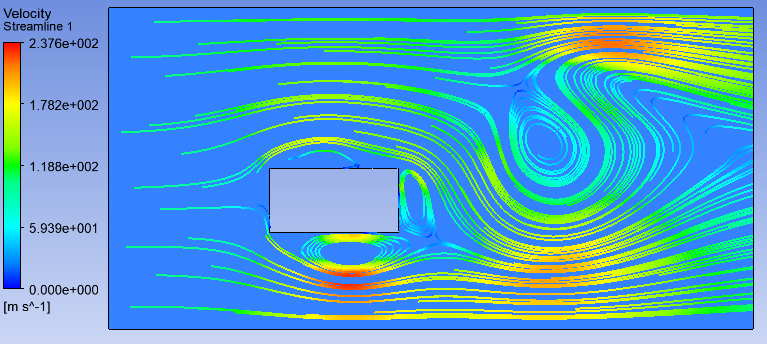 Velocity
Streamline 1
2.376e+002
1.782e+002
1.188e+002
5.939e+001
0.000e+000
[m s^-1]